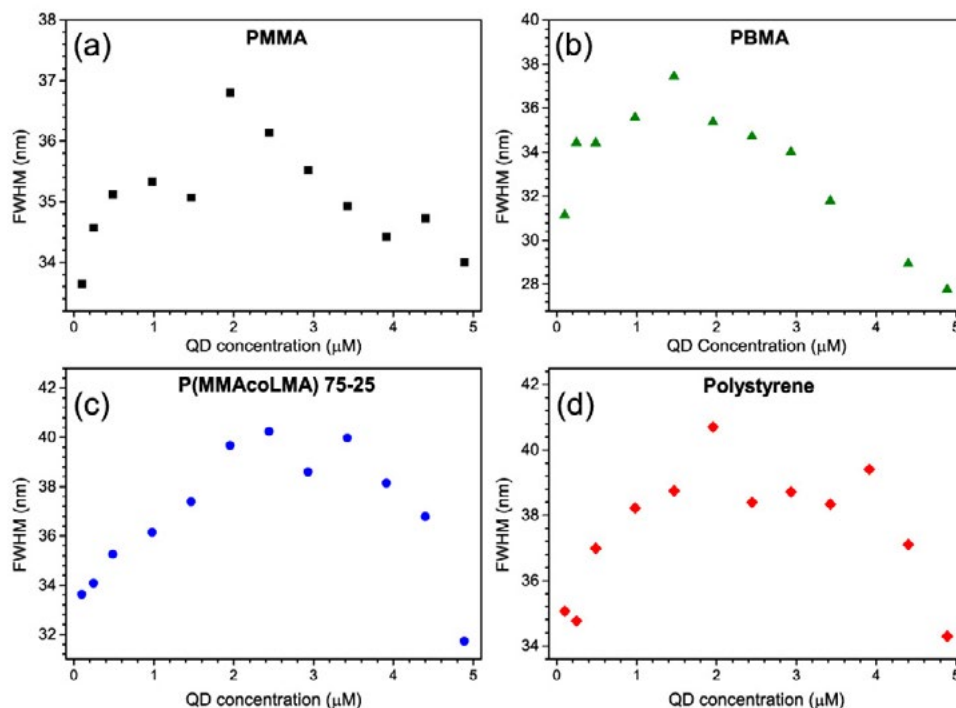 (a)
PMMA
38
37
36
35
34
FWHM (nm)
0 1 2 3 4 5
QD concentration (μM)
(b)
PBMA
40
38
36
34
32
30
28
FWHM (nm)
0 1 2 3 4 5
QD Concentration (μM)
(c)
P(MMAcoLMA) 75-25
42
40
38
36
34
32
FWHM (nm)
0 1 2 3 4 5
QD concentration (μM)
(d)
Polystyrene
42
40
38
36
34
FWHM (nm)
0 1 2 3 4 5
QD concentration (μM)